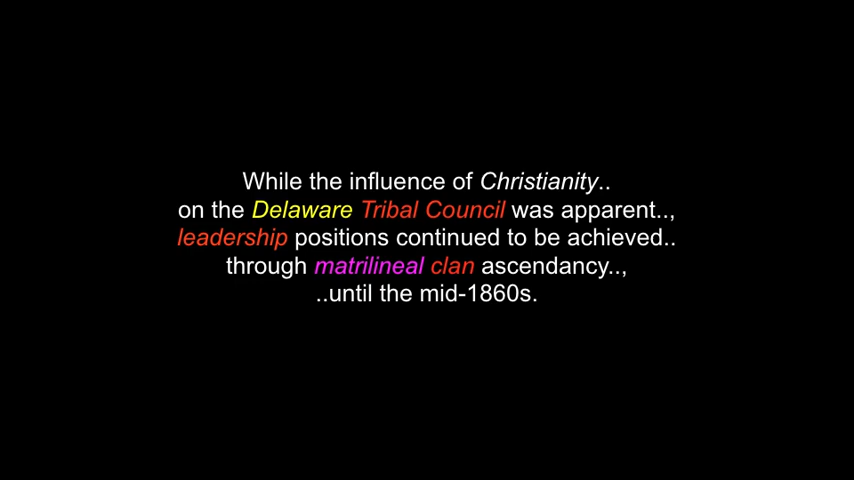 While the influence of Christianity..
on the Delaware Tribal Council was apparent..,
leadership positions continued to be achieved..
through matrilineal clan ascendancy..,
..until the mid-1860s.